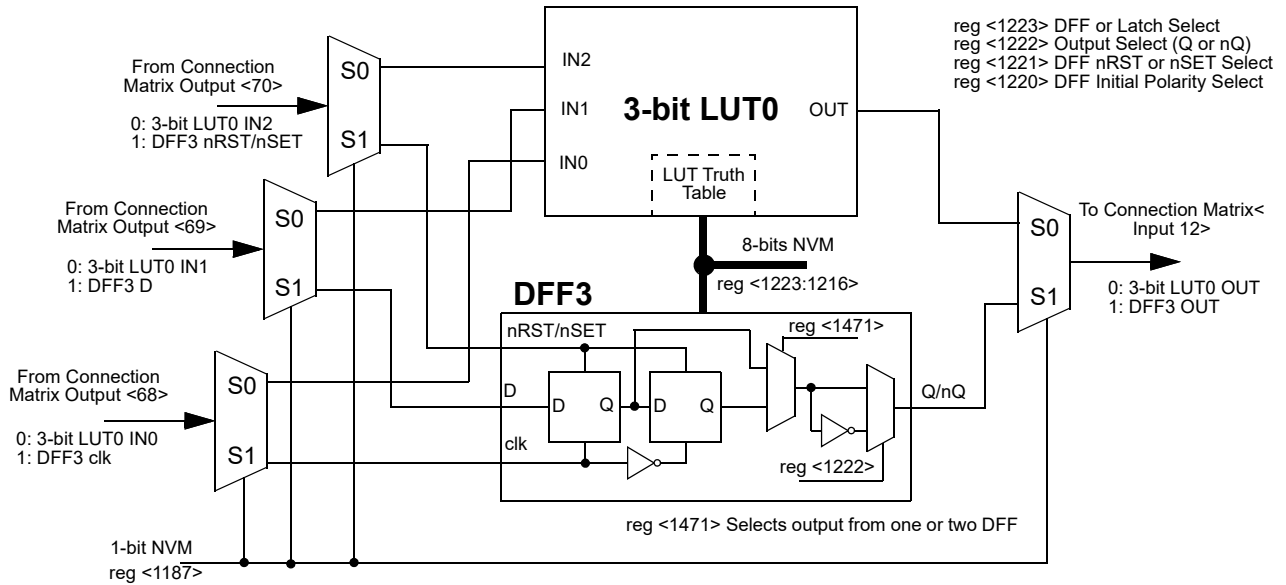 reg <1223> DFF or Latch Select
reg <1222> Output Select (Q or nQ)
reg <1221> DFF nRST or nSET Select
reg <1220> DFF Initial Polarity Select
From Connection
Matrix Output <70>
0: 3-bit LUT0 IN2
1: DFF3 nRST/nSET
S0
S1
IN2
IN1
IN0
3-bit LUT0
OUT
LUT Truth
Table
From Connection
Matrix Output <69>
0: 3-bit LUT0 IN1
1: DFF3 D
S0
S1
8-bits NVM
reg <1223:1216>
S0
S1
To Connection Matrix<
Input 12>
0: 3-bit LUT0 OUT
1: DFF3 OUT
DFF3
nRST/nSET
reg <1471>
From Connection
Matrix Output <68>
0: 3-bit LUT0 IN0
1: DFF3 clk
S0
S1
D
D
Q
D
Q
Q/nQ
clk
reg <1222>
reg <1471> Selects output from one or two DFF
1-bit NVM
reg <1187>